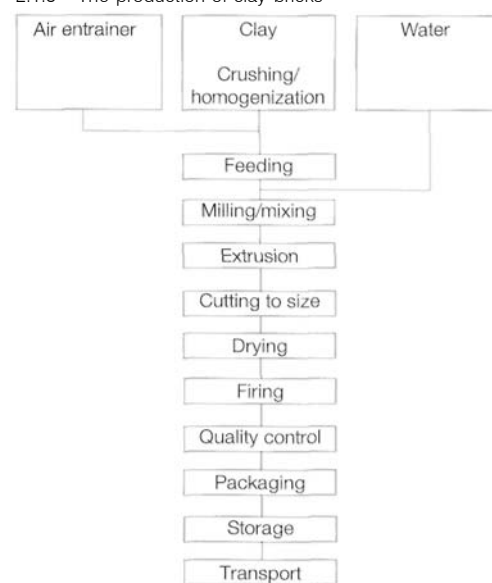 2.1.3 The production of clay bricks
Air entrainer
Clay
Crushing/
homogenization
Water
Feeding
Milling/mixing
Extrusion
Cutting to size
Drying
Firing
Quality control
Packaging
Storage
Transport